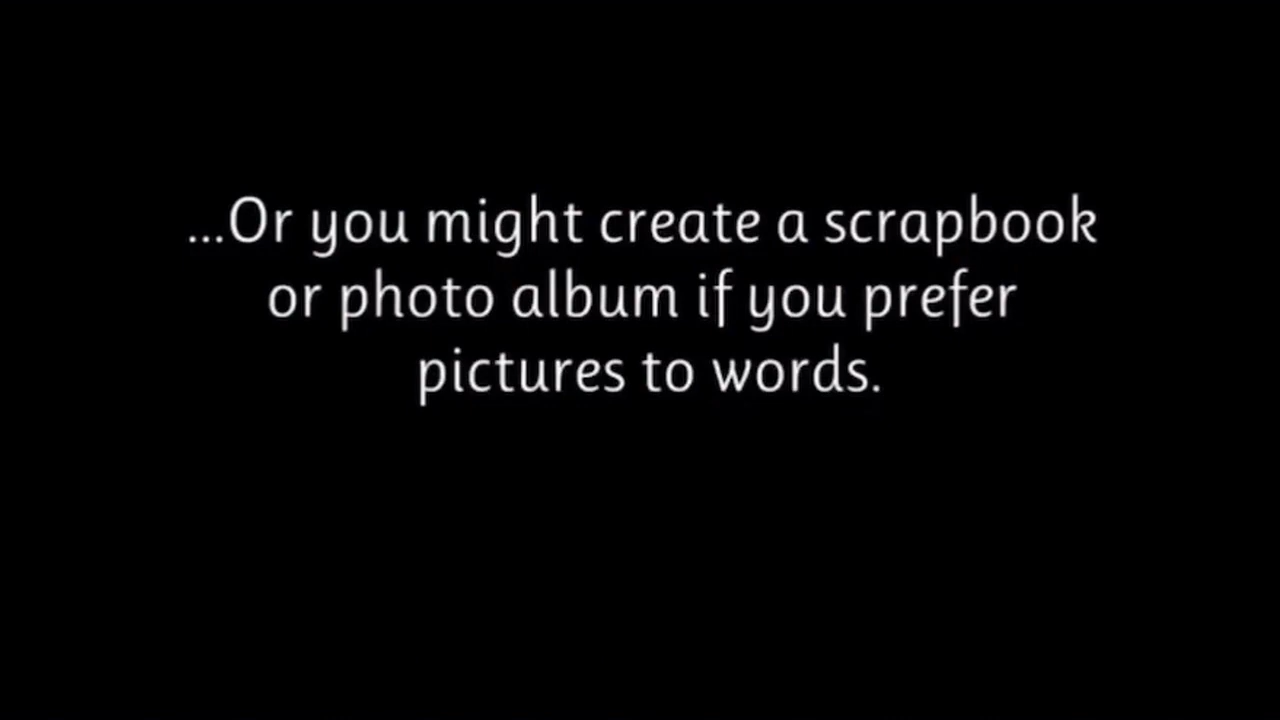 ...Or you might create a scrapbook
or photo album if you prefer
pictures to words.